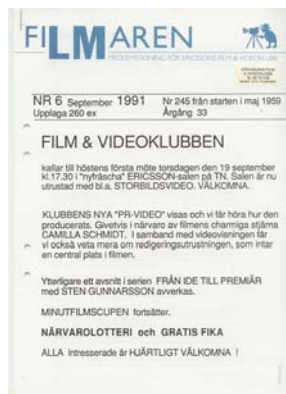 FILMAREN
MEDLEMSTIDNING FÖR ERICSSONS FILM & VIDEOKLUBB
NR 6 September 1991
Nr 245 från starten i maj 1959
Upplaga 260 ex
Årgång 33
FILM & VIDEOKLUBBEN
kallar till höstens första möte torsdagen den 19 september
kl.17.30 i "nyfräscha" ERICSSON-salen på TN. Salen är nu
utrustad med bl.a. STORBILDSVIDEO. VÄLKOMNA.
KLUBBENS NYA "PR-VIDEO" visas och vi får höra hur den
producerats. Givetvis i närvaro av filmens charmiga stjärna
CAMILLA SCHMIDT. I samband med videovisningen får
vi också veta mera om redigeringsutrustningen, som intar
en central plats i filmen.
Ytterligare ett avsnitt i serien FRÅN IDE TILL PREMIÄR
med STEN GUNNARSSON avverkas.
MINUTFILMSCUPEN fortsätter.
NÄRVAROLOTTERI och GRATIS FIKA
ALLA intresserade är HJÄRTLIGT VÄLKOMNA !